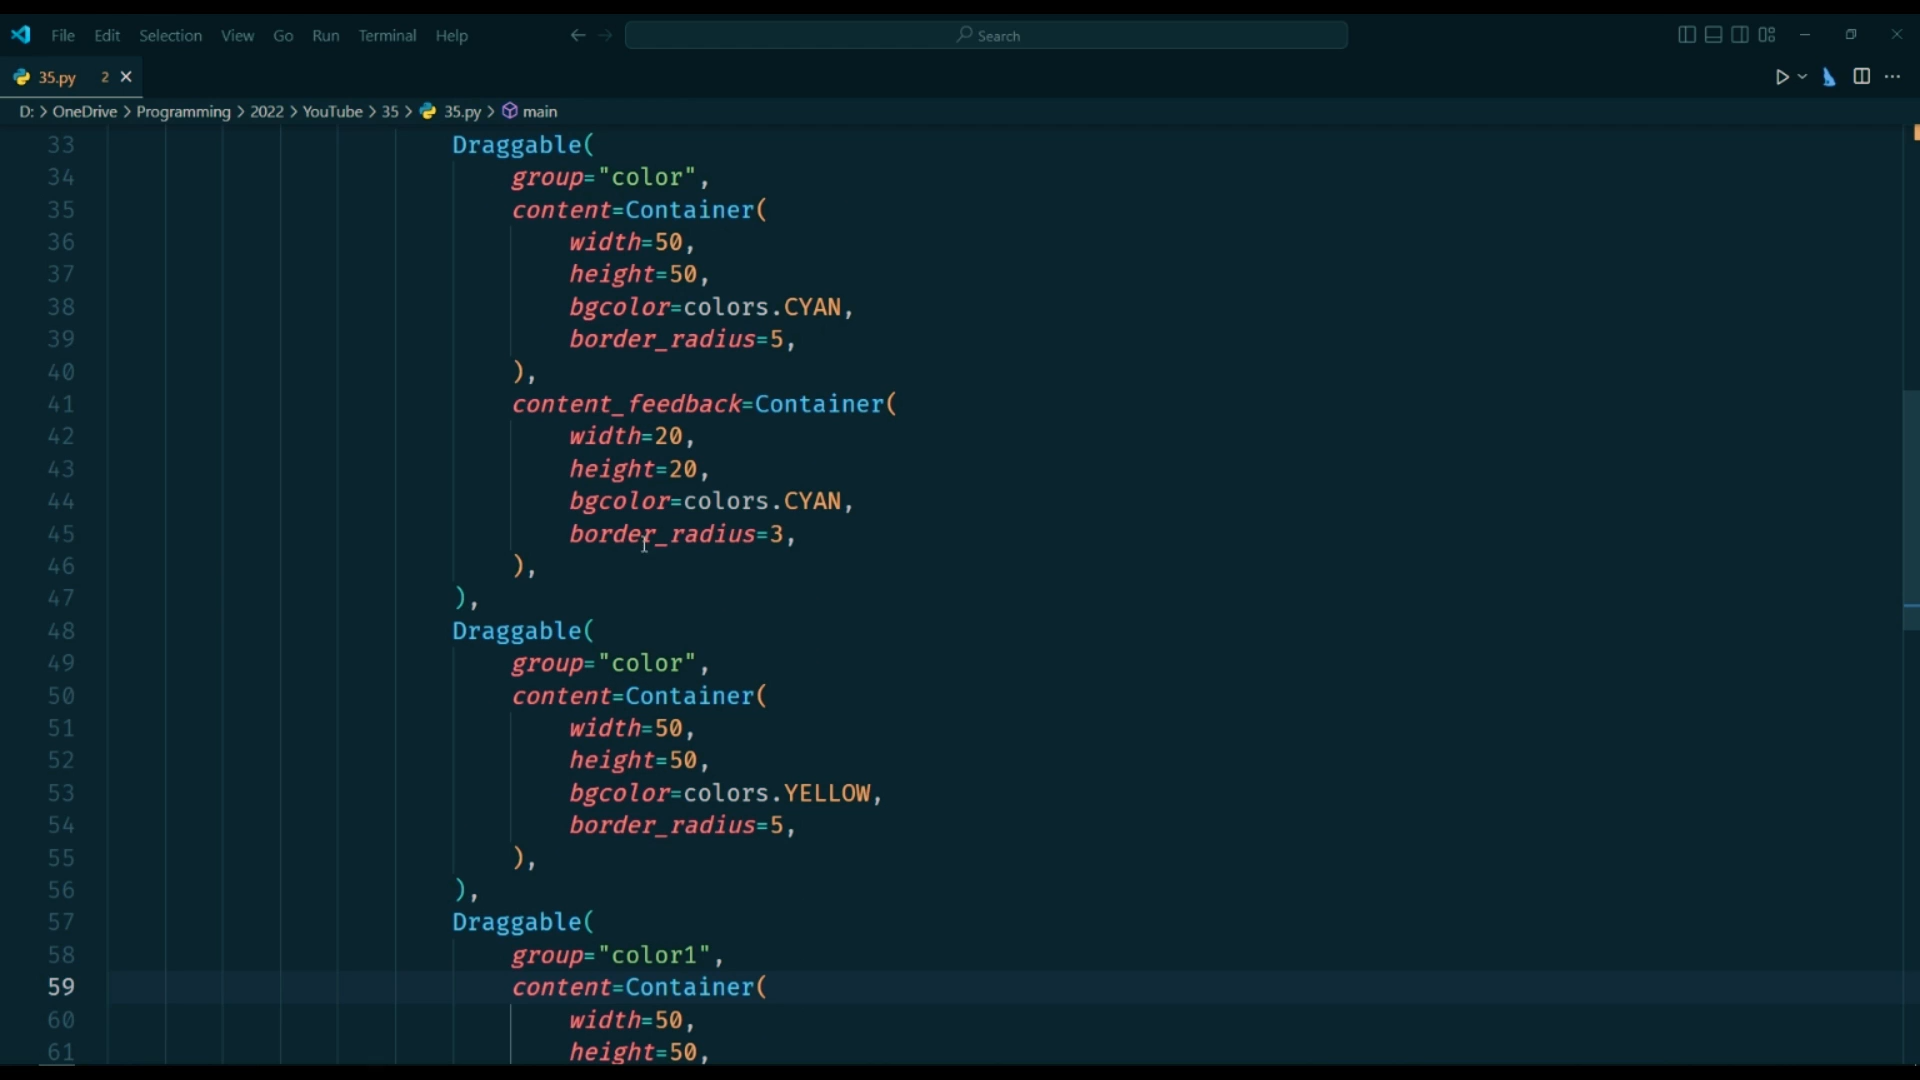 File Edit Selection View Go Run Terminal Help Search
35.py 2
D: > OneDrive > Programming > 2022 > YouTube > 35 > 35.py > main
33 Draggable(
34 group="color",
35 content=Container(
36 width=50,
37 height=50,
38 bgcolor=colors.CYAN,
39 border_radius=5,
40 ),
41 content_feedback=Container(
42 width=20,
43 height=20,
44 bgcolor=colors.CYAN,
45 border_radius=3,
46 ),
47 ),
48 Draggable(
49 group="color",
50 content=Container(
51 width=50,
52 height=50,
53 bgcolor=colors.YELLOW,
54 border_radius=5,
55 ),
56 ),
57 Draggable(
58 group="color1",
59 content=Container(
60 width=50,
61 height=50,